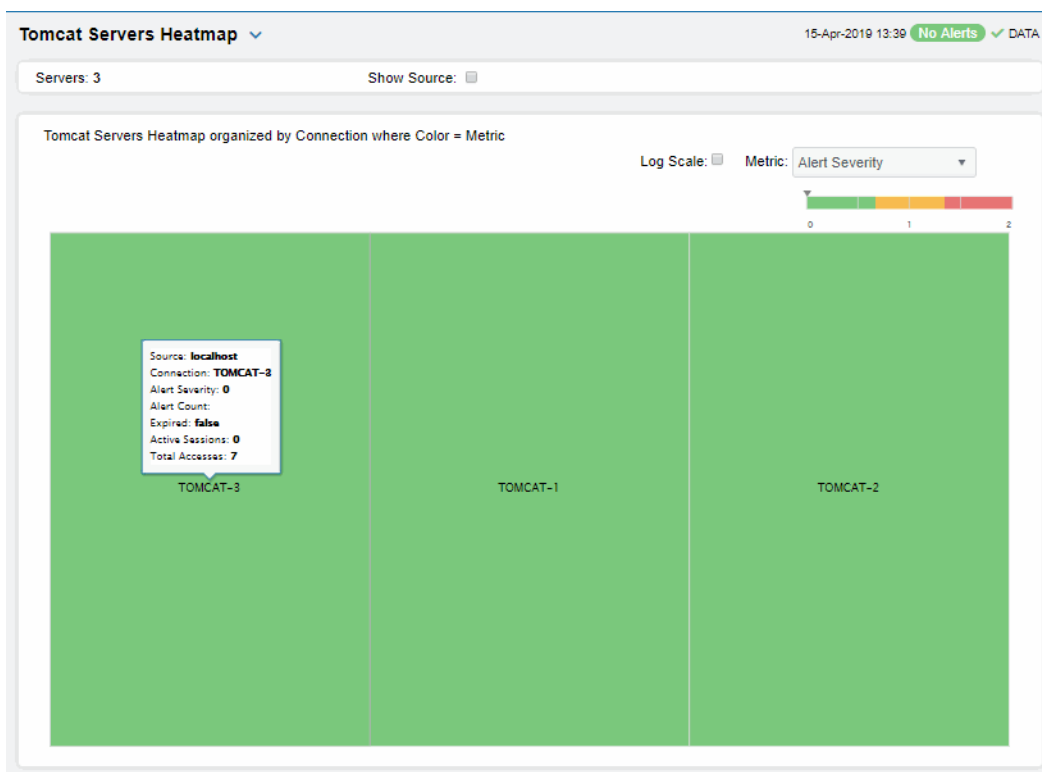 Tomcat Servers Heatmap
15-Apr-2019 13:39 No Alerts DATA
Servers: 3 Show Source:
Tomcat Servers Heatmap organized by Connection where Color = Metric
Log Scale: Metric: Alert Severity
0 1 2
Source: localhost
Connection: TOMCAT-3
Alert Severity: 0
Alert Count:
Expired: false
Active Sessions: 0
Total Accesses: 7
TOMCAT-3 TOMCAT-1 TOMCAT-2